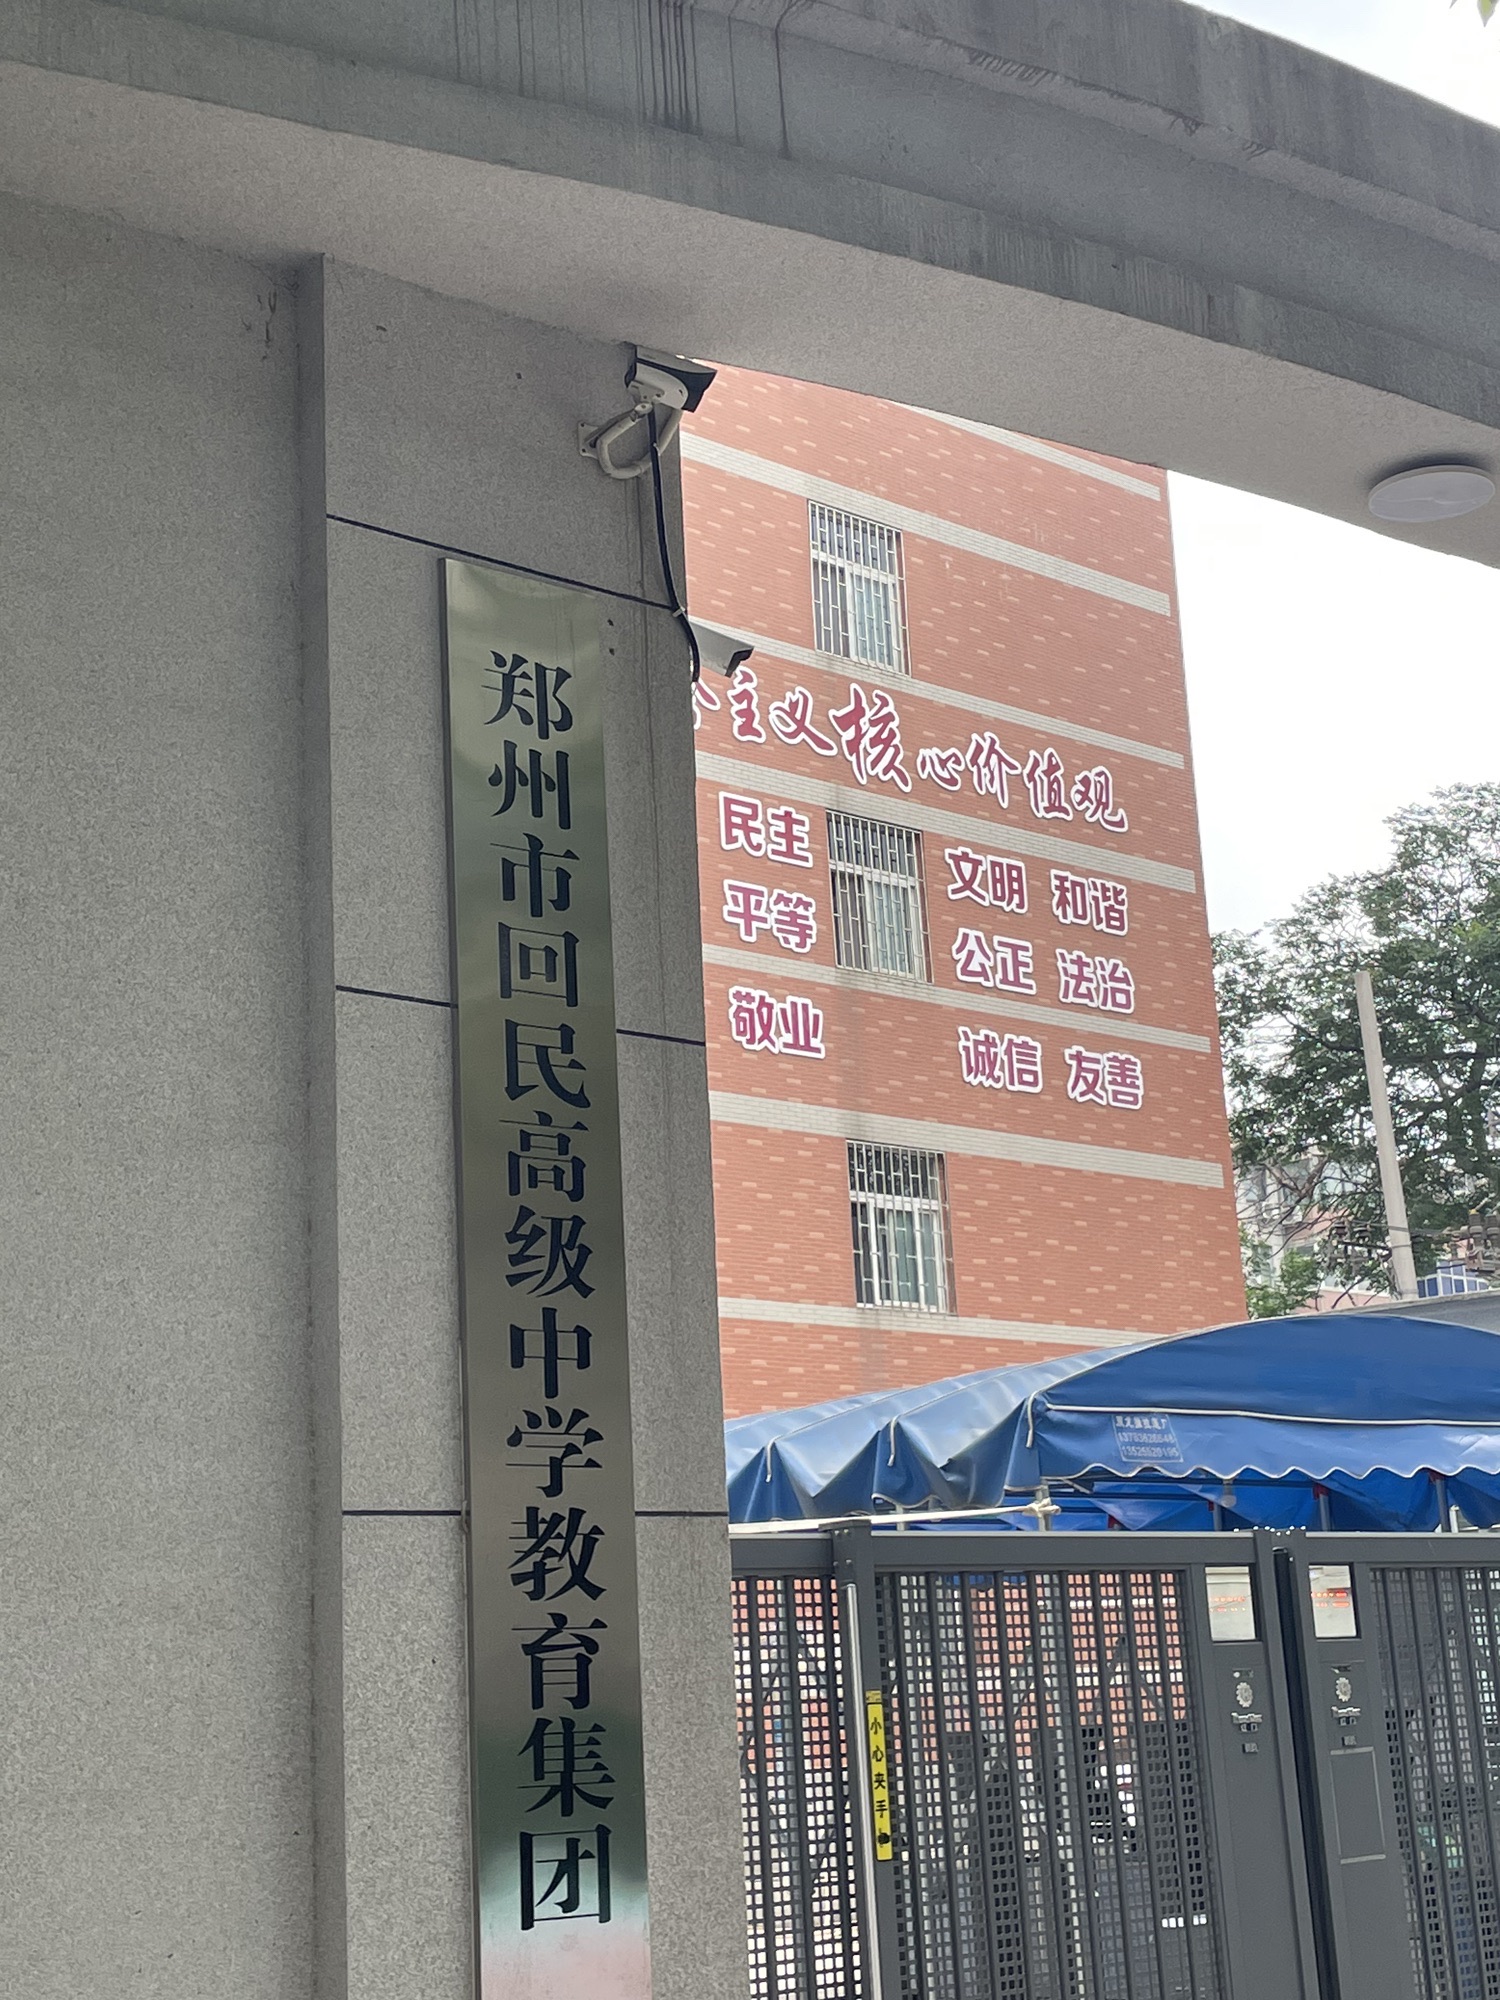 郑州市回民高级中学教育集团
主义核心价值观
民主 文明 和谐
平等 公正 法治
敬业 诚信 友善
小心夹手